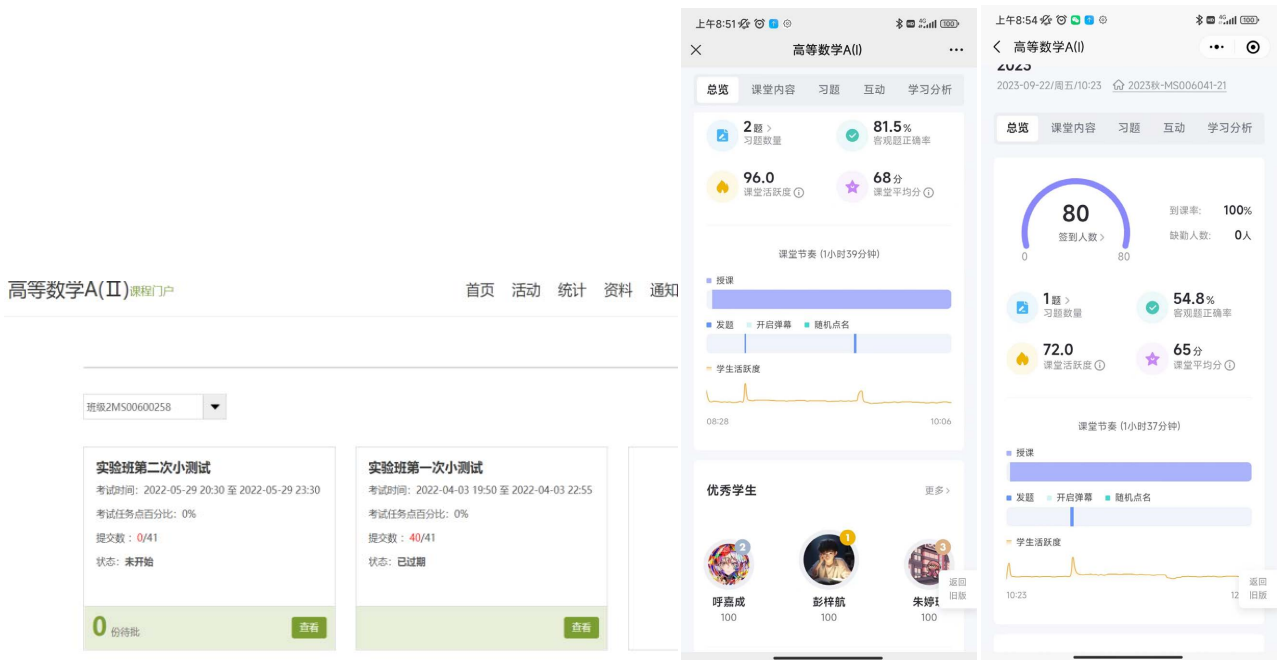 高等数学A(Ⅱ)课程门户
首页 活动 统计 资料 通知
班级2MS00600258
实验班第二次小测试
考试时间：2022-05-29 20:30 至 2022-05-29 23:30
考试任务点百分比：0%
提交数：0/41
状态：未开始
0 份待批
查看
实验班第一次小测试
考试时间：2022-04-03 19:50 至 2022-04-03 22:55
考试任务点百分比：0%
提交数：40/41
状态：已过期
查看
上午8:51
高等数学A(I)
总览 课堂内容 习题 互动 学习分析
2题
习题数量
81.5%
客观题正确率
96.0
课堂活跃度
68分
课堂平均分
课堂节奏 (1小时39分钟)
授课
发题 开启弹幕 随机点名
学生活跃度
08:28 10:06
优秀学生 更多
2 1 3
呼嘉成 彭梓航 朱婷
100 100 100
返回
旧版
上午8:54
高等数学A(I)
2023
2023-09-22/周五/10:23 2023秋-MS006041-21
总览 课堂内容 习题 互动 学习分析
80
签到人数
0 80
到课率: 100%
缺勤人数: 0人
1题
习题数量
54.8%
客观题正确率
72.0
课堂活跃度
65分
课堂平均分
课堂节奏 (1小时37分钟)
授课
发题 开启弹幕 随机点名
学生活跃度
10:23 12
返回
旧版